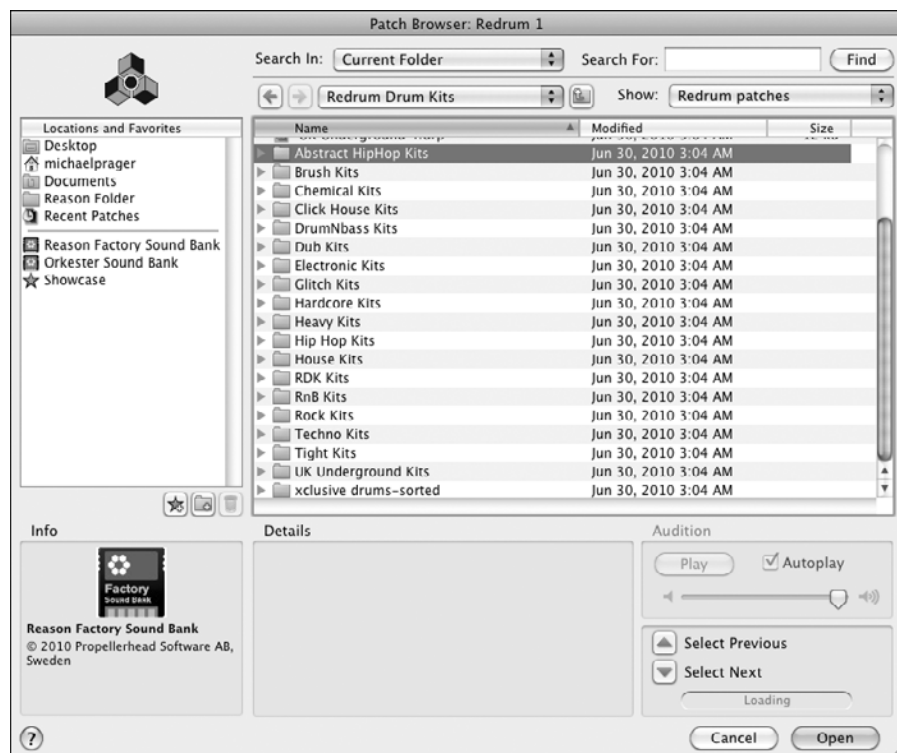 Patch Browser: Redrum 1
Search In: Current Folder Search For: Find
Redrum Drum Kits Show: Redrum patches
Locations and Favorites
Desktop
michaelprager
Documents
Reason Folder
Recent Patches
Reason Factory Sound Bank
Orkester Sound Bank
Showcase
Name Modified Size
Abstract HipHop Kits Jun 30, 2010 3:04 AM
Brush Kits Jun 30, 2010 3:04 AM
Chemical Kits Jun 30, 2010 3:04 AM
Click House Kits Jun 30, 2010 3:04 AM
DrumNbass Kits Jun 30, 2010 3:04 AM
Dub Kits Jun 30, 2010 3:04 AM
Electronic Kits Jun 30, 2010 3:04 AM
Glitch Kits Jun 30, 2010 3:04 AM
Hardcore Kits Jun 30, 2010 3:04 AM
Heavy Kits Jun 30, 2010 3:04 AM
Hip Hop Kits Jun 30, 2010 3:04 AM
House Kits Jun 30, 2010 3:04 AM
RDK Kits Jun 30, 2010 3:04 AM
RnB Kits Jun 30, 2010 3:04 AM
Rock Kits Jun 30, 2010 3:04 AM
Techno Kits Jun 30, 2010 3:04 AM
Tight Kits Jun 30, 2010 3:04 AM
UK Underground Kits Jun 30, 2010 3:04 AM
xclusive drums-sorted Jun 30, 2010 3:04 AM
Info
Factory
SOUND BANK
Reason Factory Sound Bank
© 2010 Propellerhead Software AB,
Sweden
Details
Audition
Play Autoplay
Select Previous
Select Next
Loading
? Cancel Open